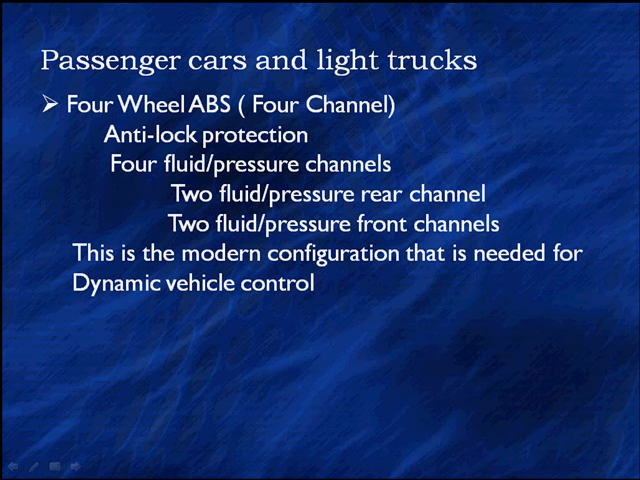 Passenger cars and light trucks
➢ Four Wheel ABS ( Four Channel)
Anti-lock protection
Four fluid/pressure channels
Two fluid/pressure rear channel
Two fluid/pressure front channels
This is the modern configuration that is needed for
Dynamic vehicle control